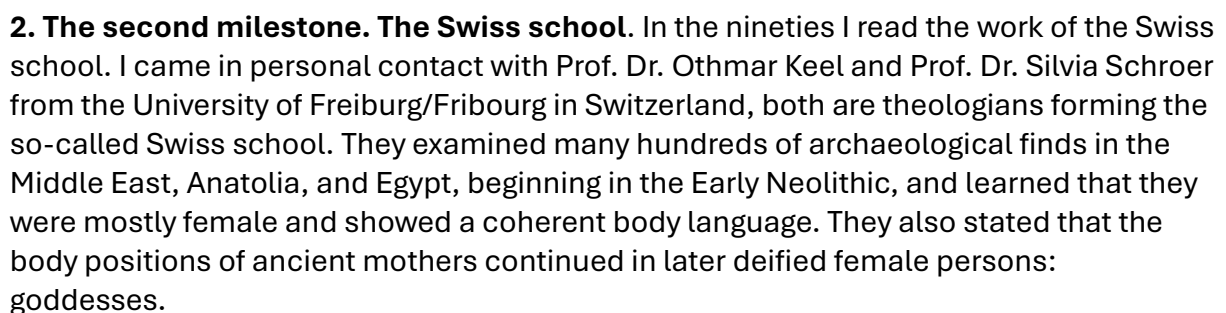 2. The second milestone. The Swiss school. In the nineties I read the work of the Swiss
school. I came in personal contact with Prof. Dr. Othmar Keel and Prof. Dr. Silvia Schroer
from the University of Freiburg/Fribourg in Switzerland, both are theologians forming the
so-called Swiss school. They examined many hundreds of archaeological finds in the
Middle East, Anatolia, and Egypt, beginning in the Early Neolithic, and learned that they
were mostly female and showed a coherent body language. They also stated that the
body positions of ancient mothers continued in later deified female persons:
goddesses.